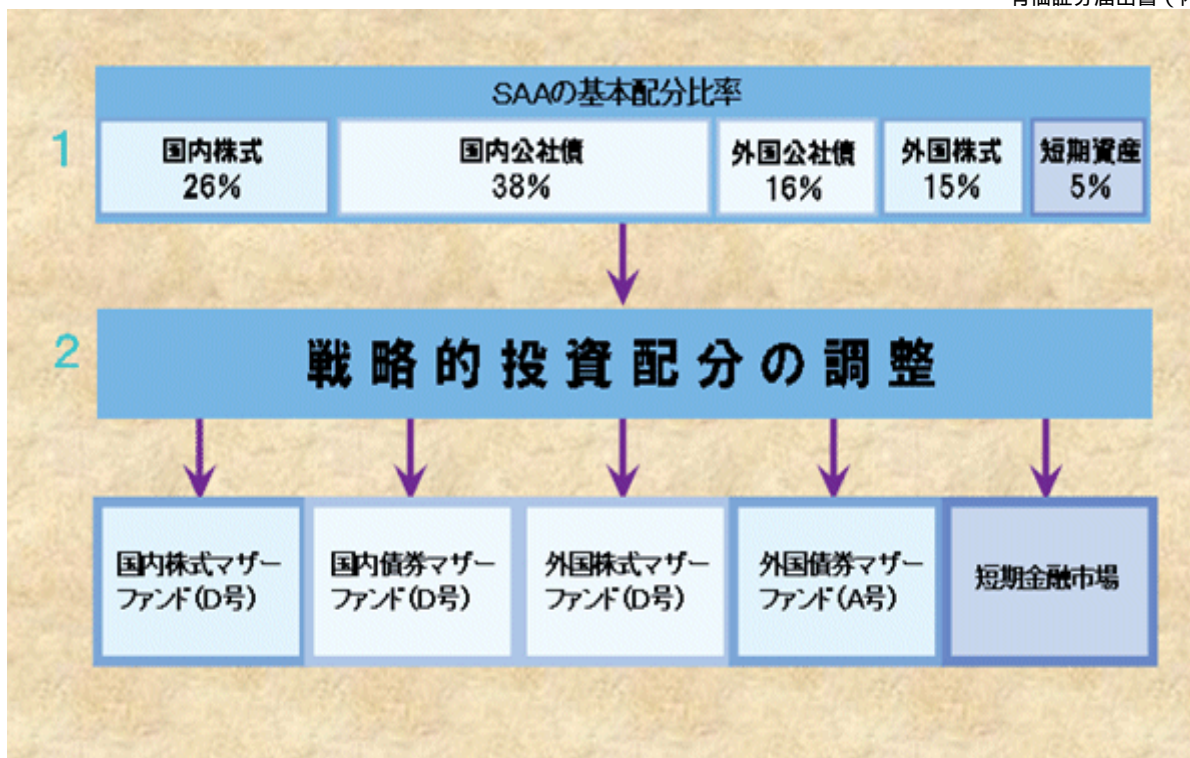 SAAの基本配分比率
1
国内株式
26%
国内公社債
38%
外国公社債
16%
外国株式
15%
短期資産
5%
2
戦略的投資配分の調整
国内株式マザー
ファンド(D号)
国内債券マザー
ファンド(D号)
外国株式マザー
ファンド(D号)
外国債券マザー
ファンド(A号)
短期金融市場